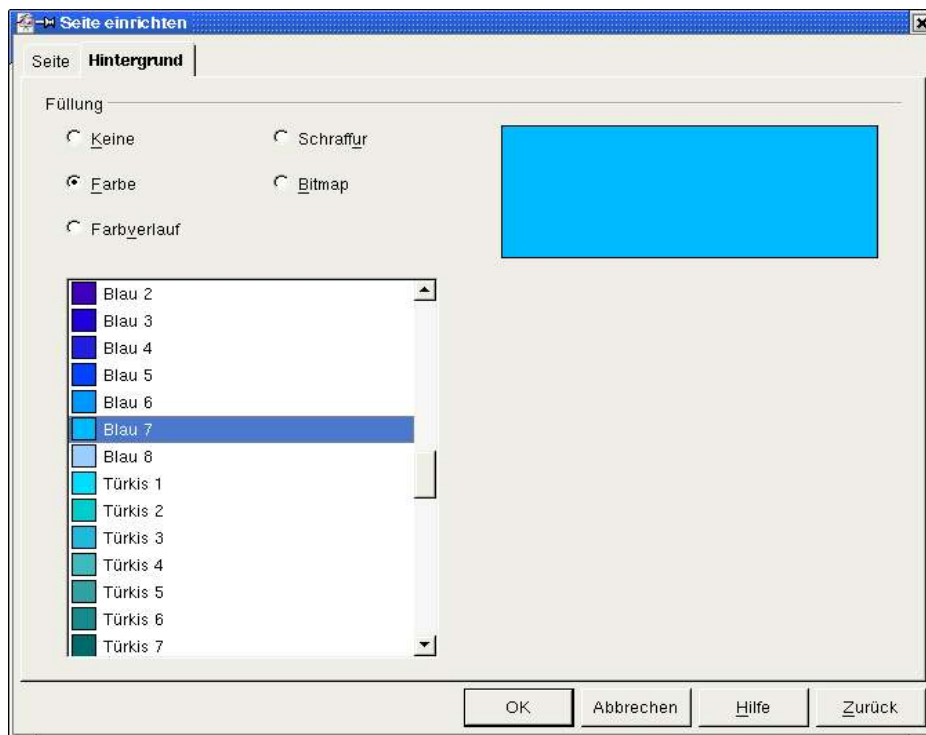 Seite einrichten
Seite Hintergrund
Füllung
Keine Schraffur
Farbe Bitmap
Farbverlauf
Blau 2
Blau 3
Blau 4
Blau 5
Blau 6
Blau 7
Blau 8
Türkis 1
Türkis 2
Türkis 3
Türkis 4
Türkis 5
Türkis 6
Türkis 7
OK Abbrechen Hilfe Zurück